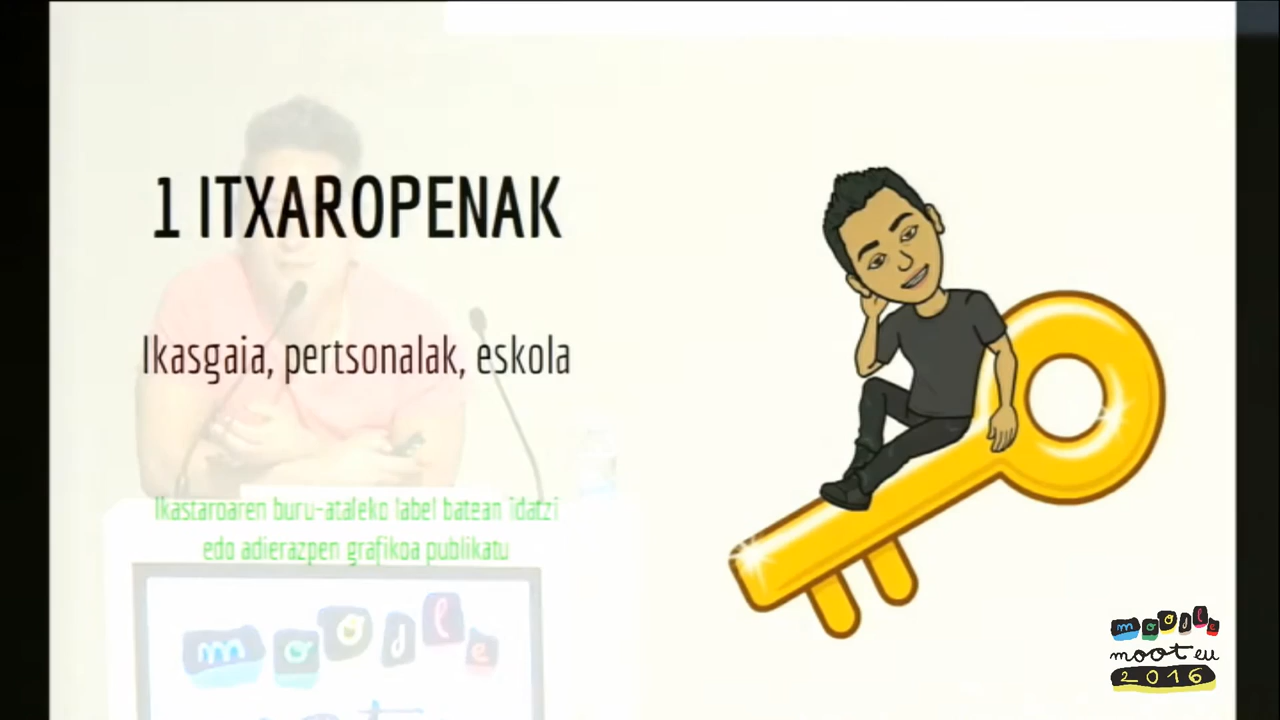 1 ITXAROPENAK
Ikasgaia, pertsonalak, eskola
Ikastaroaren buru-ataleko label batean idatzi
edo adierazpen grafikoa publikatu
moodle
moodle
moot eu
2016